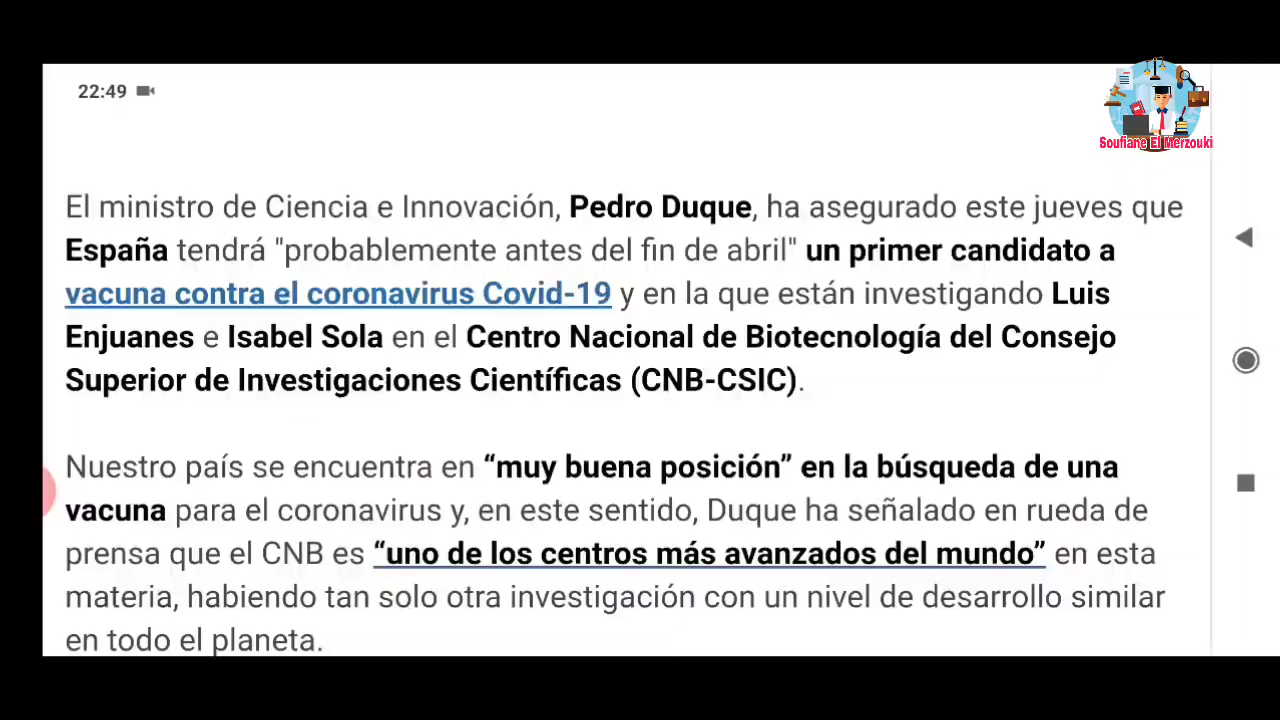 22:49
Soufiane El Merzouki
El ministro de Ciencia e Innovación, Pedro Duque, ha asegurado este jueves que
España tendrá "probablemente antes del fin de abril" un primer candidato a
vacuna contra el coronavirus Covid-19 y en la que están investigando Luis
Enjuanes e Isabel Sola en el Centro Nacional de Biotecnología del Consejo
Superior de Investigaciones Científicas (CNB-CSIC).
Nuestro país se encuentra en “muy buena posición” en la búsqueda de una
vacuna para el coronavirus y, en este sentido, Duque ha señalado en rueda de
prensa que el CNB es “uno de los centros más avanzados del mundo” en esta
materia, habiendo tan solo otra investigación con un nivel de desarrollo similar
en todo el planeta.